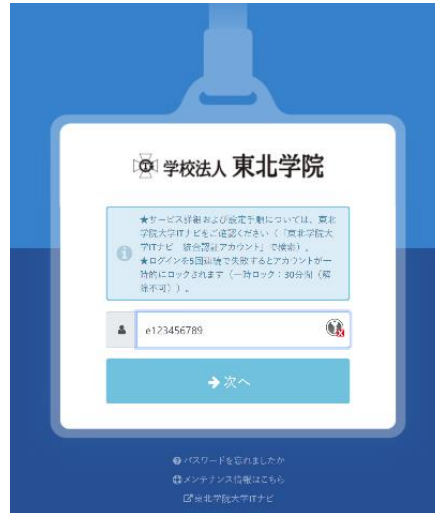 学校法人 東北学院
★サービス詳細および設定手順については、東北
学院大学ITナビをご確認ください（「東北学院大
学ITナビ 統合認証アカウント」で検索）。
★ログインを5回連続で失敗するとアカウントが一
時的にロックされます（一時ロック：30分間（解
除不可））。
e123456789
次へ
パスワードを忘れましたか
メンテナンス情報はこちら
東北学院大学ITナビ